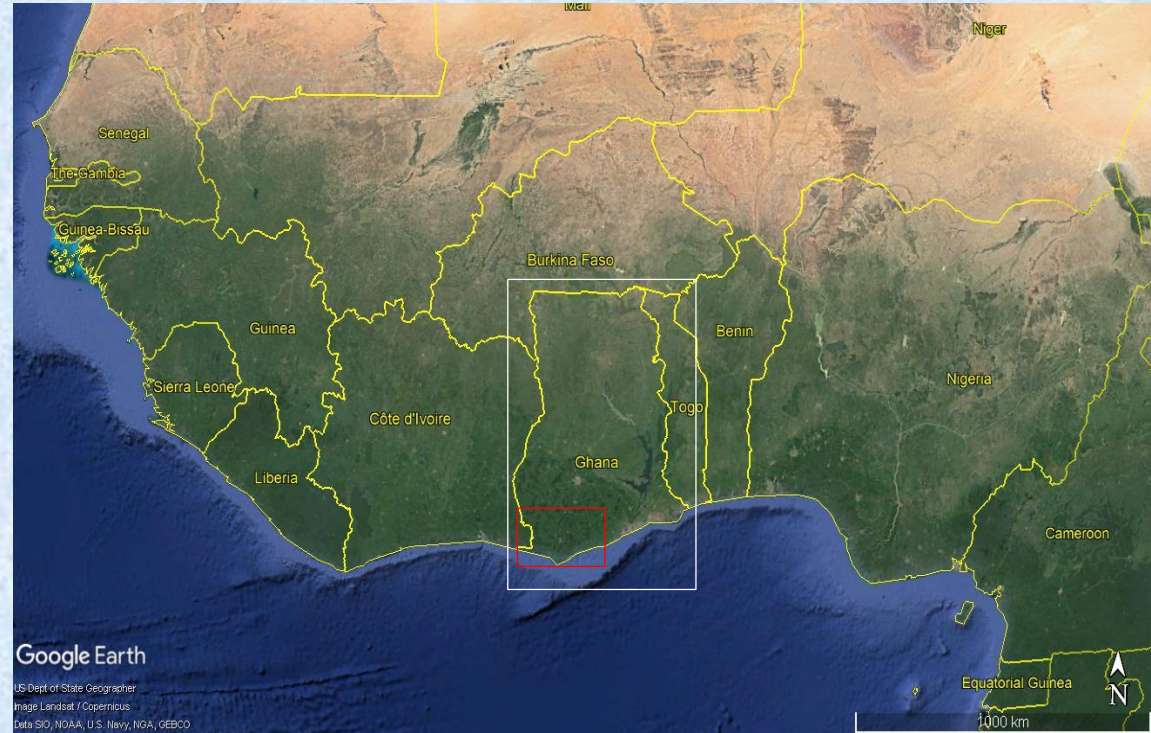 Mali
Niger
Senegal
The Gambia
Guinea-Bissau
Burkina Faso
Guinea
Benin
Sierra Leone
Nigeria
Togo
Côte d'Ivoire
Ghana
Liberia
Cameroon
Google Earth
US Dept of State Geographer
Image Landsat / Copernicus
Data SIO, NOAA, U.S. Navy, NGA, GEBCO
Equatorial Guinea
N
1000 km